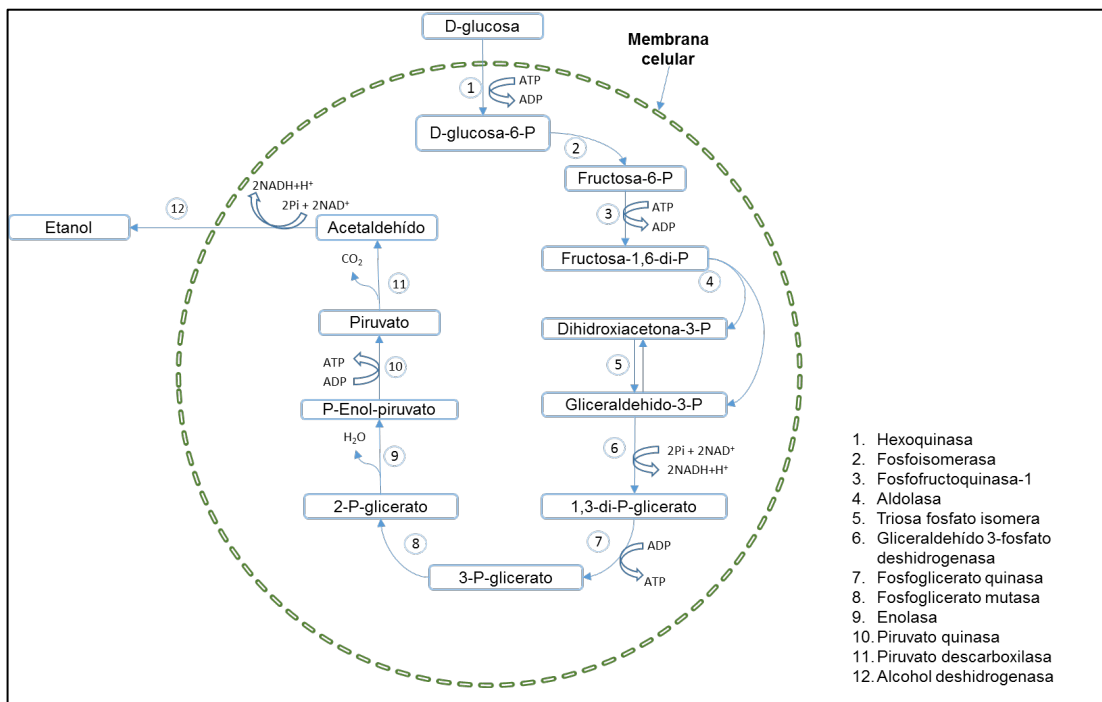 D-glucosa
Membrana
celular
1
ATP
ADP
D-glucosa-6-P
2
Fructosa-6-P
3
ATP
ADP
Fructosa-1,6-di-P
4
Dihidroxiacetona-3-P
5
Gliceraldehido-3-P
6
2Pi + 2NAD⁺
2NADH+H⁺
1,3-di-P-glicerato
7
ADP
ATP
3-P-glicerato
8
2-P-glicerato
9
H₂O
P-Enol-piruvato
10
ATP
ADP
Piruvato
11
CO₂
Acetaldehído
2NADH+H⁺
2Pi + 2NAD⁺
12
Etanol
1. Hexoquinasa
2. Fosfoisomerasa
3. Fosfofructoquinasa-1
4. Aldolasa
5. Triosa fosfato isomera
6. Gliceraldehído 3-fosfato
deshidrogenasa
7. Fosfoglicerato quinasa
8. Fosfoglicerato mutasa
9. Enolasa
10. Piruvato quinasa
11. Piruvato descarboxilasa
12. Alcohol deshidrogenasa